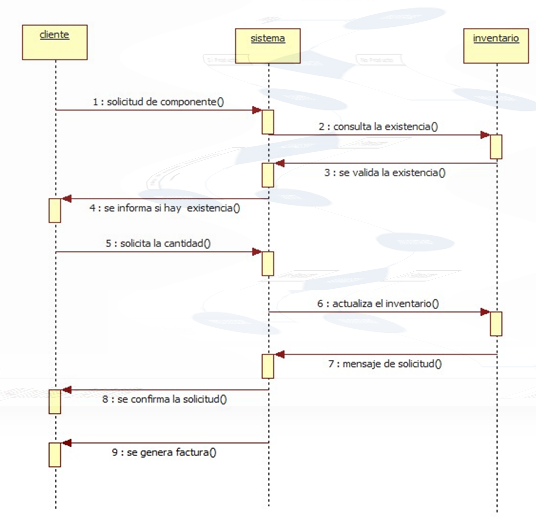 cliente
sistema
inventario
1 : solicitud de componente()
2 : consulta la existencia()
3 : se valida la existencia()
4 : se informa si hay existencia()
5 : solicita la cantidad()
6 : actualiza el inventario()
7 : mensaje de solicitud()
8 : se confirma la solicitud()
9 : se genera factura()